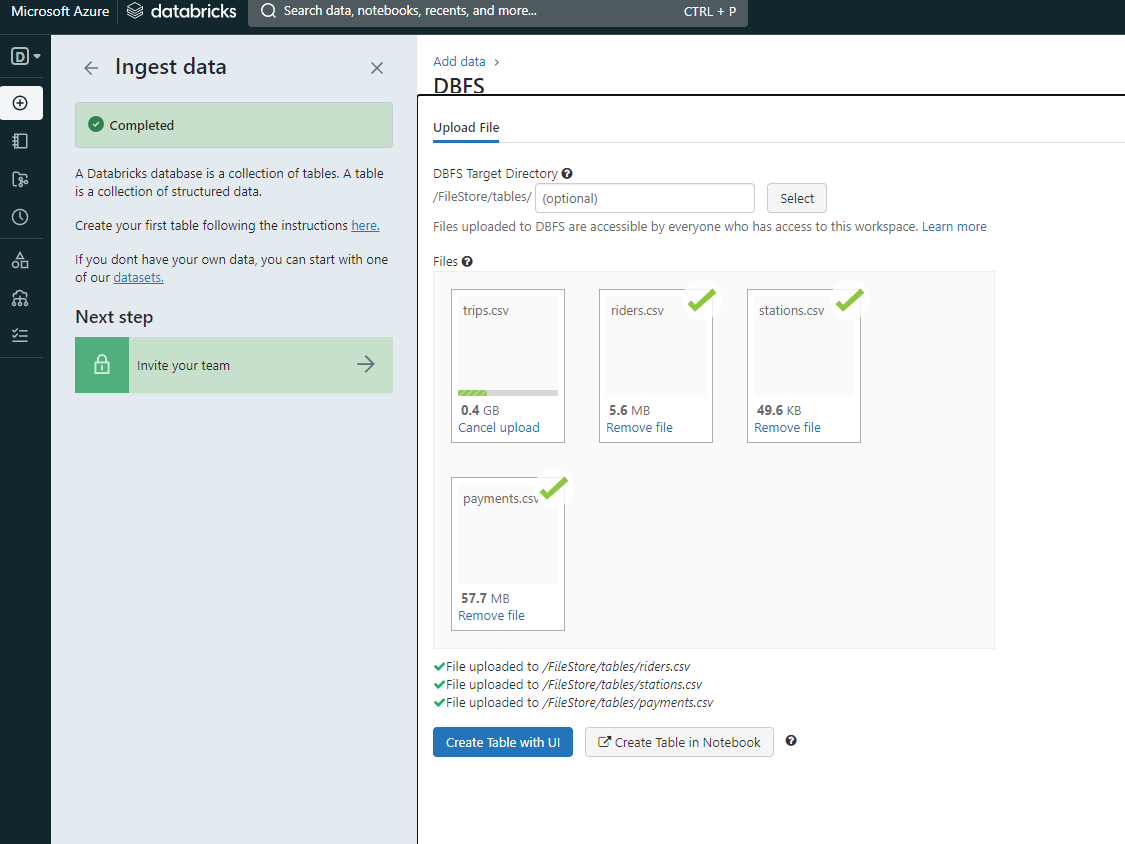 Microsoft Azure
databricks
Search data, notebooks, recents, and more...
CTRL + P
D
Ingest data
Completed
A Databricks database is a collection of tables. A table
is a collection of structured data.
Create your first table following the instructions here.
If you dont have your own data, you can start with one
of our datasets.
Next step
Invite your team
Add data >
DBFS
Upload File
DBFS Target Directory ?
/FileStore/tables/ (optional) Select
Files uploaded to DBFS are accessible by everyone who has access to this workspace. Learn more
Files ?
trips.csv
0.4 GB
Cancel upload
riders.csv
5.6 MB
Remove file
stations.csv
49.6 KB
Remove file
payments.csv
57.7 MB
Remove file
File uploaded to /FileStore/tables/riders.csv
File uploaded to /FileStore/tables/stations.csv
File uploaded to /FileStore/tables/payments.csv
Create Table with UI
Create Table in Notebook
?